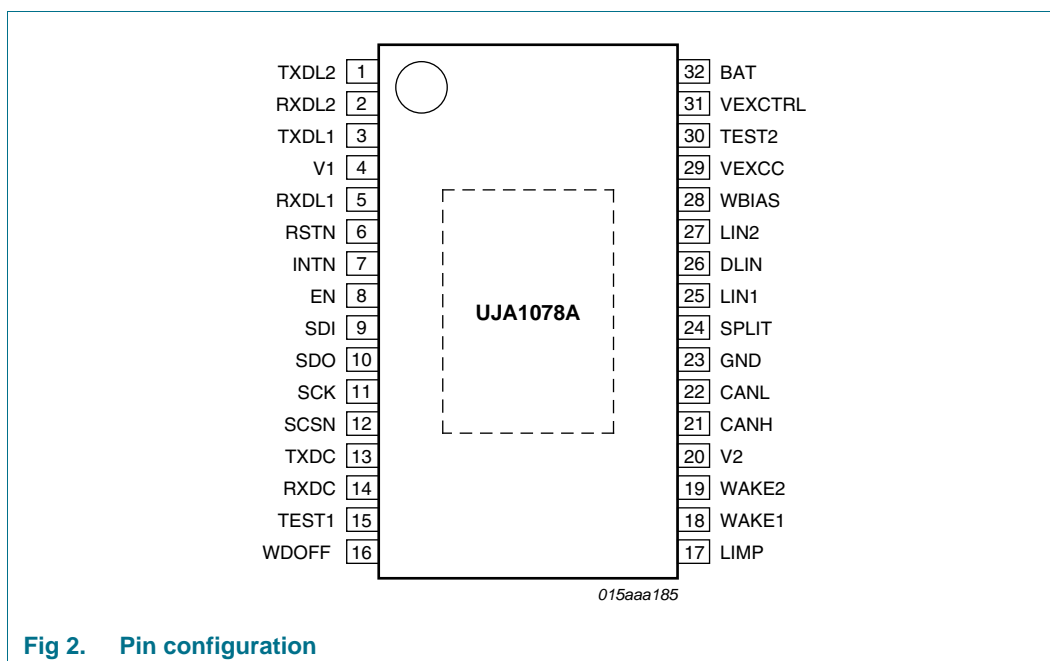 TXDL2 1 32 BAT
RXDL2 2 31 VEXCTRL
TXDL1 3 30 TEST2
V1 4 29 VEXCC
RXDL1 5 28 WBIAS
RSTN 6 27 LIN2
INTN 7 26 DLIN
EN 8 25 LIN1
UJA1078A
SDI 9 24 SPLIT
SDO 10 23 GND
SCK 11 22 CANL
SCSN 12 21 CANH
TXDC 13 20 V2
RXDC 14 19 WAKE2
TEST1 15 18 WAKE1
WDOFF 16 17 LIMP
015aaa185
Fig 2. Pin configuration